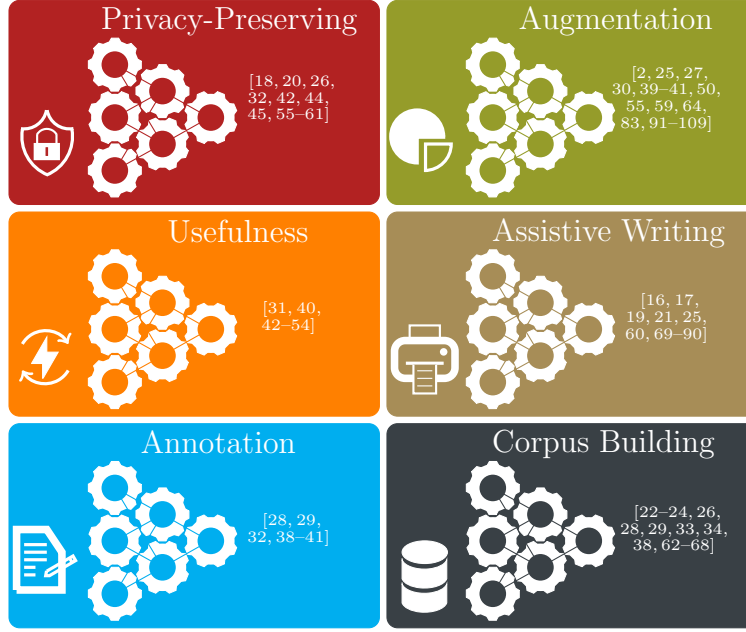 Privacy-Preserving
[18, 20, 26,
32, 42, 44,
45, 55–61]
Augmentation
[2, 25, 27,
30, 39–41, 50,
55, 59, 64,
83, 91–109]
Usefulness
[31, 40,
42–54]
Assistive Writing
[16, 17,
19, 21, 25,
60, 69–90]
Annotation
[28, 29,
32, 38–41]
Corpus Building
[22–24, 26,
28, 29, 33, 34,
38, 62–68]